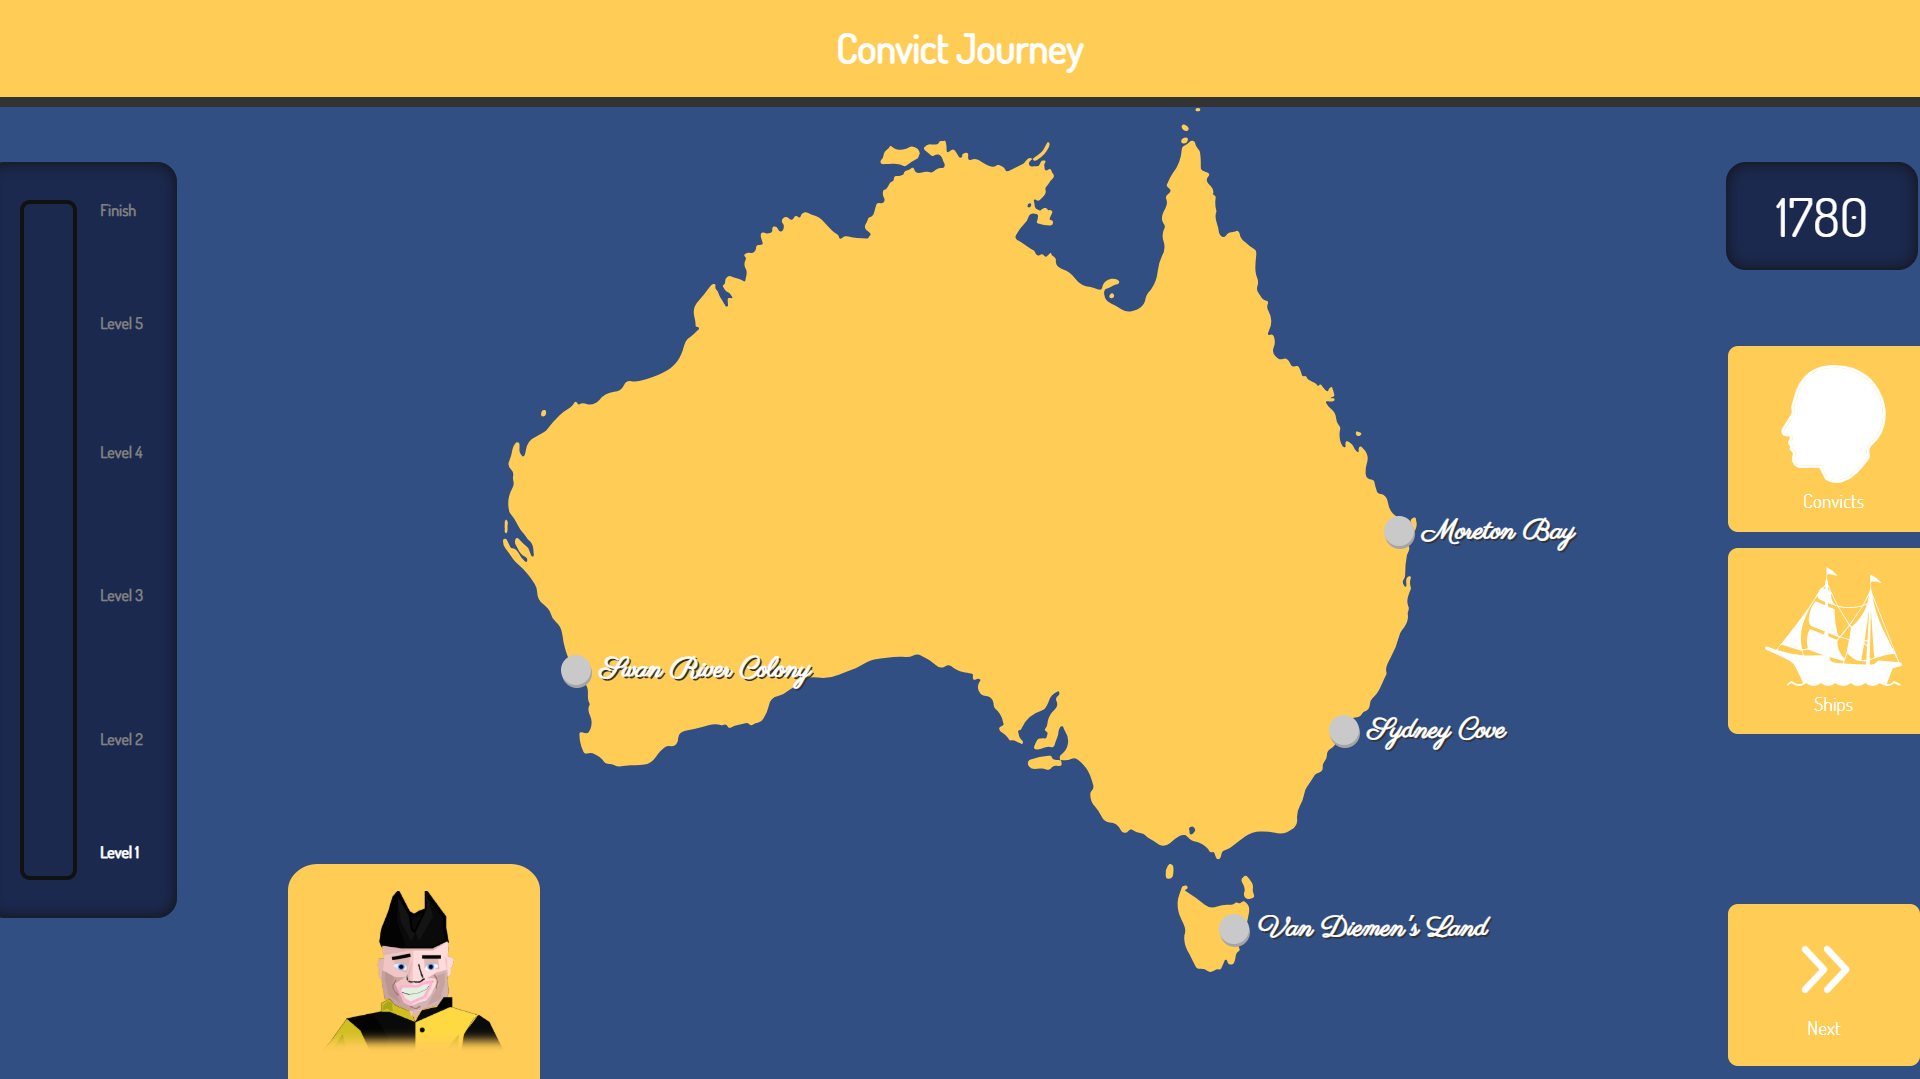 Convict Journey
Finish
Level 5
Level 4
Level 3
Level 2
Level 1
1780
Convicts
Ships
Next
Moreton Bay
Swan River Colony
Sydney Cove
Van Diemen's Land